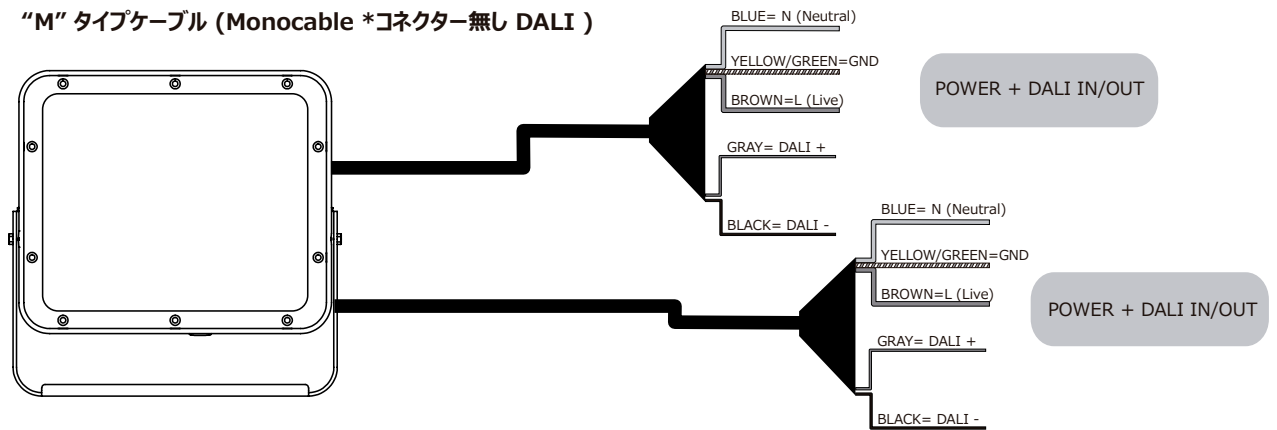 “M” タイプケーブル (Monocable *コネクター無し DALI )
BLUE= N (Neutral)
YELLOW/GREEN=GND
BROWN=L (Live)
GRAY= DALI +
BLACK= DALI -
POWER + DALI IN/OUT
BLUE= N (Neutral)
YELLOW/GREEN=GND
BROWN=L (Live)
GRAY= DALI +
BLACK= DALI -
POWER + DALI IN/OUT